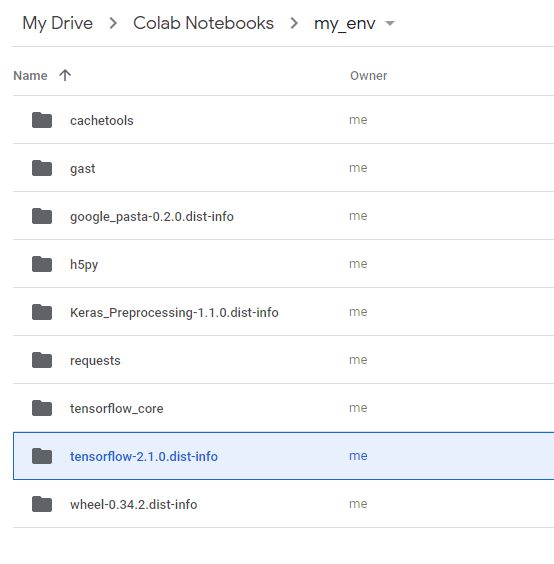 My Drive > Colab Notebooks > my_env
Name Owner
cachetools me
gast me
google_pasta-0.2.0.dist-info me
h5py me
Keras_Preprocessing-1.1.0.dist-info me
requests me
tensorflow_core me
tensorflow-2.1.0.dist-info me
wheel-0.34.2.dist-info me